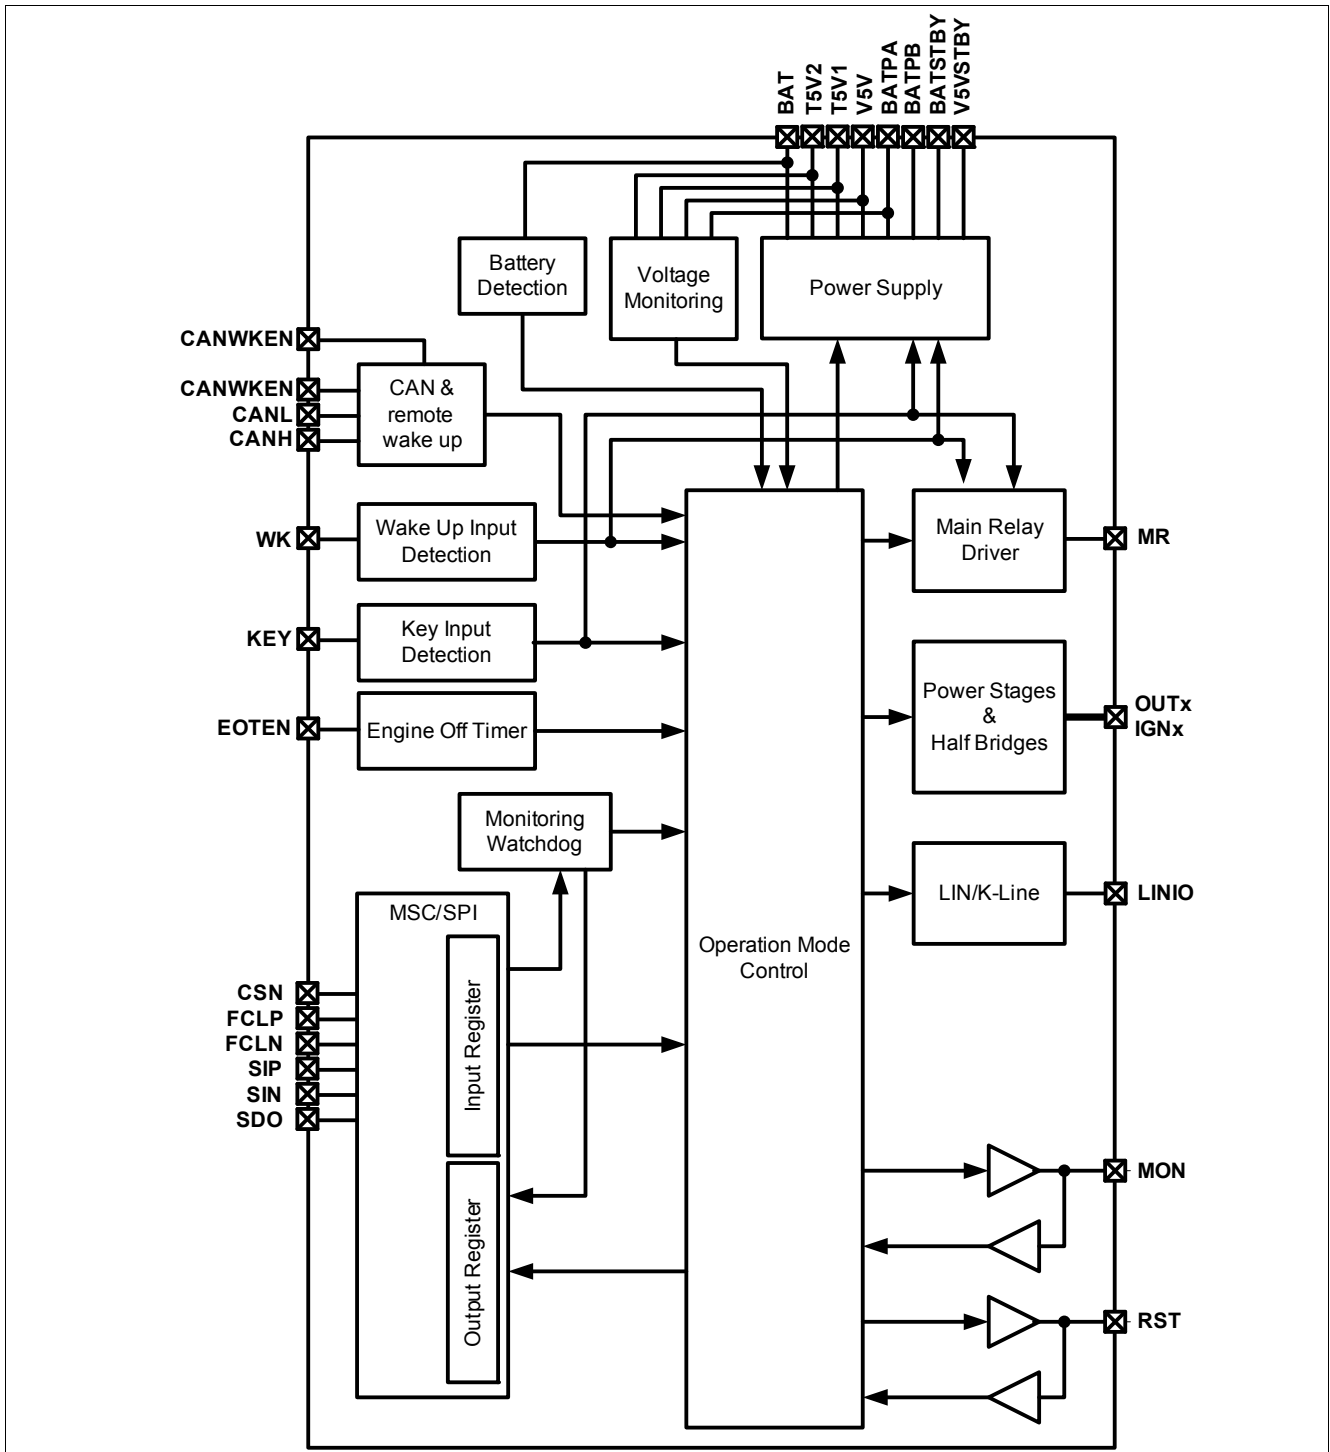 BAT
T5V2
T5V1
V5V
BATPA
BATPB
BATSTBY
V5VSTBY
Battery
Detection
Voltage
Monitoring
Power Supply
CANWKEN
CANWKEN
CANL
CANH
CAN &
remote
wake up
WK
Wake Up Input
Detection
Main Relay
Driver
MR
KEY
Key Input
Detection
Power Stages
&
Half Bridges
OUTx
IGNx
EOTEN
Engine Off Timer
Monitoring
Watchdog
LIN/K-Line
LINIO
MSC/SPI
Operation Mode
Control
Input Register
CSN
FCLP
FCLN
SIP
SIN
SDO
Output Register
MON
RST